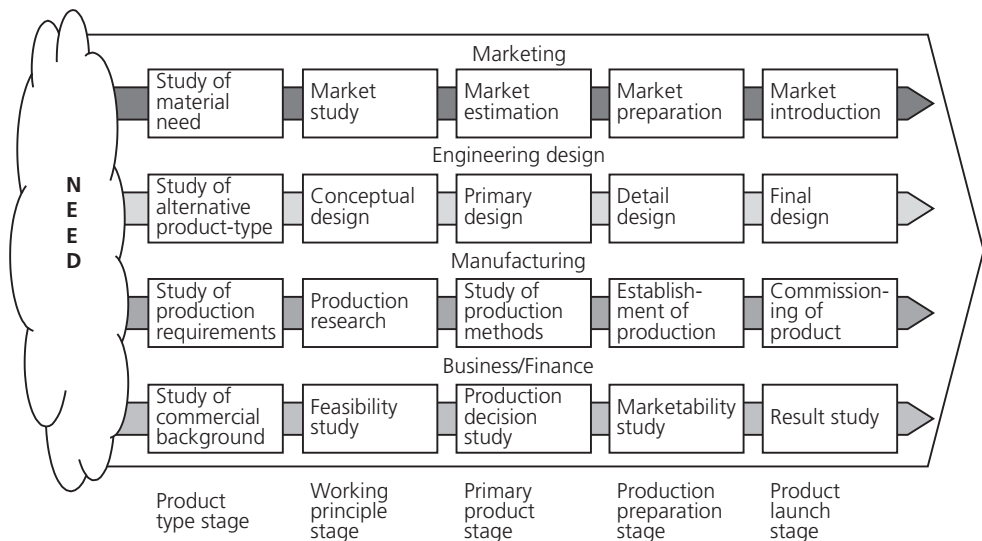 Marketing
Study of
material
need
Market
study
Market
estimation
Market
preparation
Market
introduction
Engineering design
Study of
alternative
product-type
Conceptual
design
Primary
design
Detail
design
Final
design
Manufacturing
Study of
production
requirements
Production
research
Study of
production
methods
Establish-
ment of
production
Commission-
ing of
product
Business/Finance
Study of
commercial
background
Feasibility
study
Production
decision
study
Marketability
study
Result study
N
E
E
D
Product
type stage
Working
principle
stage
Primary
product
stage
Production
preparation
stage
Product
launch
stage